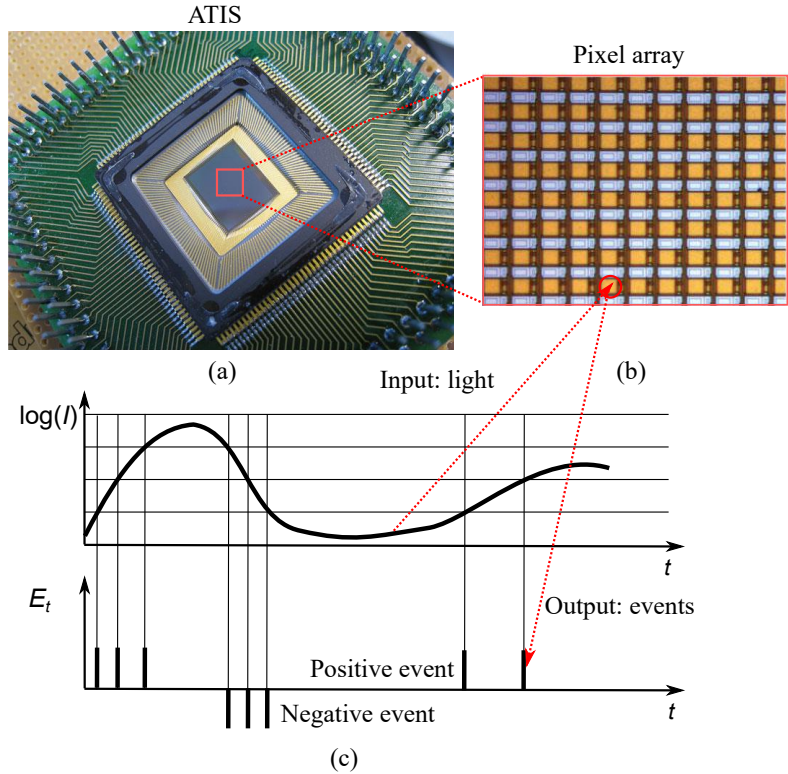 ATIS
Pixel array
(a)
(b)
Input: light
log(I)
t
E_t
Output: events
Positive event
Negative event
t
(c)